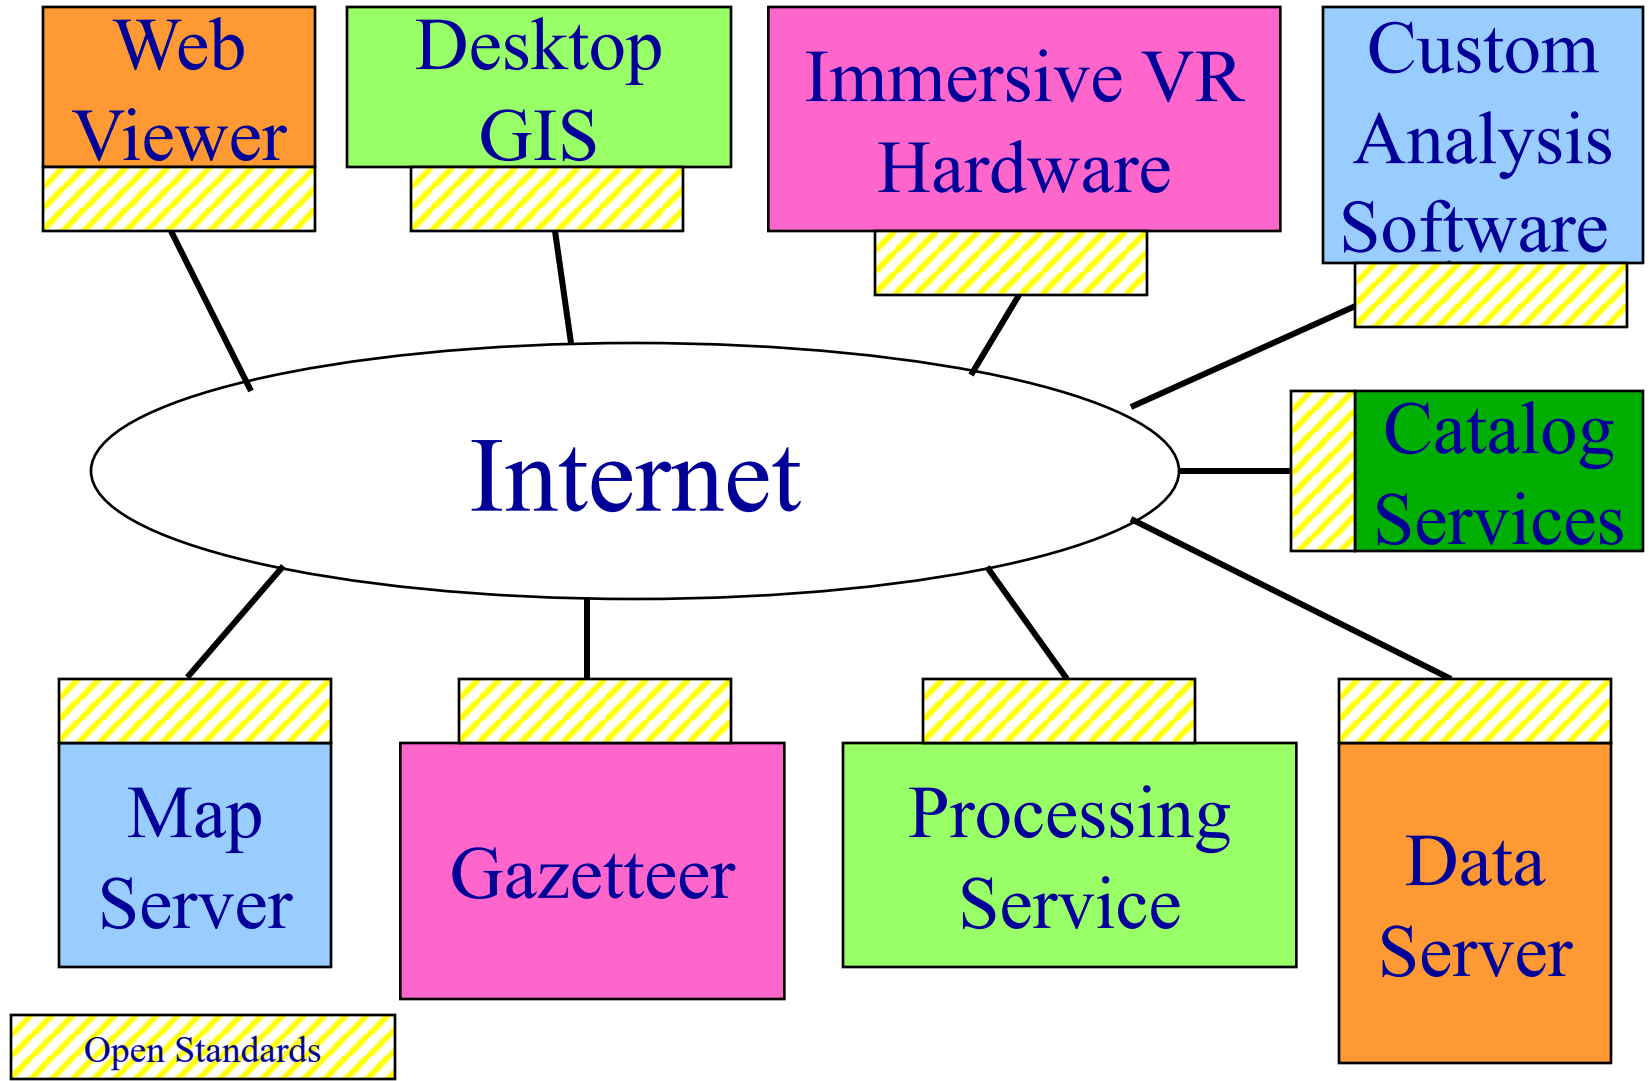 Web
Viewer
Desktop
GIS
Immersive VR
Hardware
Custom
Analysis
Software
Internet
Catalog
Services
Map
Server
Gazetteer
Processing
Service
Data
Server
Open Standards